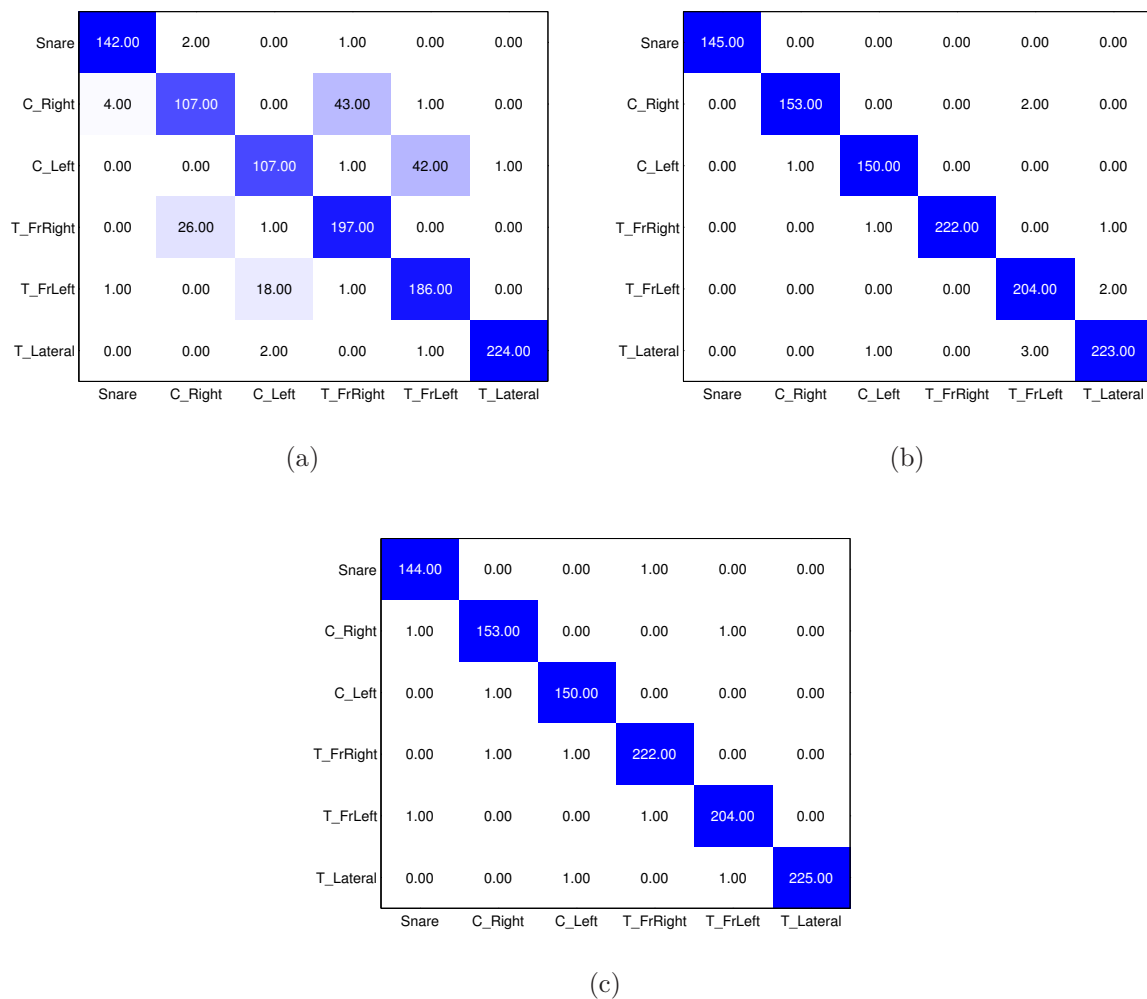 Snare 142.00 2.00 0.00 1.00 0.00 0.00
C_Right 4.00 107.00 0.00 43.00 1.00 0.00
C_Left 0.00 0.00 107.00 1.00 42.00 1.00
T_FrRight 0.00 26.00 1.00 197.00 0.00 0.00
T_FrLeft 1.00 0.00 18.00 1.00 186.00 0.00
T_Lateral 0.00 0.00 2.00 0.00 1.00 224.00
Snare C_Right C_Left T_FrRight T_FrLeft T_Lateral
(a)
Snare 145.00 0.00 0.00 0.00 0.00 0.00
C_Right 0.00 153.00 0.00 0.00 2.00 0.00
C_Left 0.00 1.00 150.00 0.00 0.00 0.00
T_FrRight 0.00 0.00 1.00 222.00 0.00 1.00
T_FrLeft 0.00 0.00 0.00 0.00 204.00 2.00
T_Lateral 0.00 0.00 1.00 0.00 3.00 223.00
Snare C_Right C_Left T_FrRight T_FrLeft T_Lateral
(b)
Snare 144.00 0.00 0.00 1.00 0.00 0.00
C_Right 1.00 153.00 0.00 0.00 1.00 0.00
C_Left 0.00 1.00 150.00 0.00 0.00 0.00
T_FrRight 0.00 1.00 1.00 222.00 0.00 0.00
T_FrLeft 1.00 0.00 0.00 1.00 204.00 0.00
T_Lateral 0.00 0.00 1.00 0.00 1.00 225.00
Snare C_Right C_Left T_FrRight T_FrLeft T_Lateral
(c)